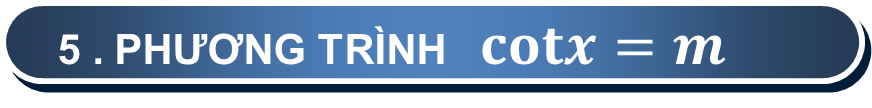 5 . PHƯƠNG TRÌNH cotx = m